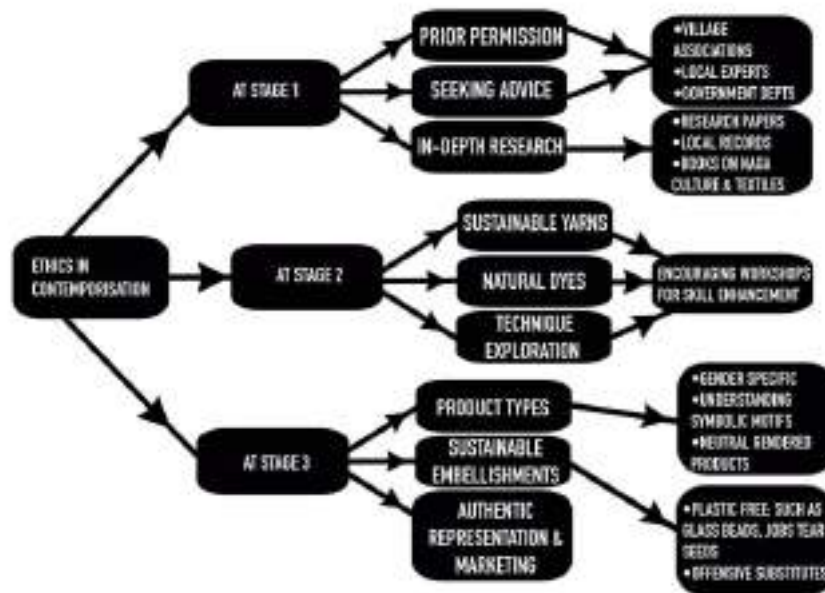 ETHICS IN
CONTEMPORISATION
AT STAGE 1
PRIOR PERMISSION
SEEKING ADVICE
IN-DEPTH RESEARCH
•VILLAGE
ASSOCIATIONS
•LOCAL EXPERTS
•GOVERNMENT DEPTS
•RESEARCH PAPERS
•LOCAL RECORDS
•BOOKS ON NAGA
CULTURE & TEXTILES
AT STAGE 2
SUSTAINABLE YARNS
NATURAL DYES
TECHNIQUE
EXPLORATION
ENCOURAGING WORKSHOPS
FOR SKILL ENHANCEMENT
AT STAGE 3
PRODUCT TYPES
SUSTAINABLE
EMBELLISHMENTS
AUTHENTIC
REPRESENTATION &
MARKETING
•GENDER SPECIFIC
•UNDERSTANDING
SYMBOLIC MOTIFS
•NEUTRAL GENDERED
PRODUCTS
•PLASTIC FREE: SUCH AS
GLASS BEADS, JOBS TEAR
SEEDS
•OFFENSIVE SUBSTITUTES